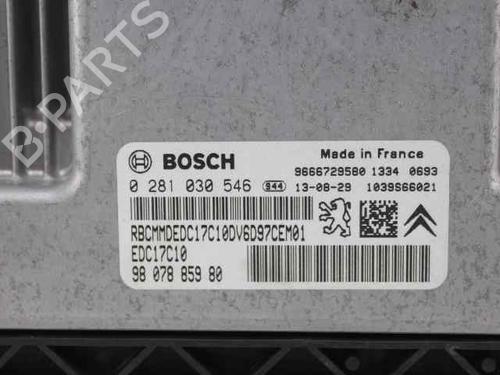 B-PARTS
BOSCH
Made in France
9666729580 1334 0693
0 281 030 546 944 13-08-29 1039S66021
RBCMMDEDC17C10DV6D97CEM01
EDC17C10
98 078 859 80